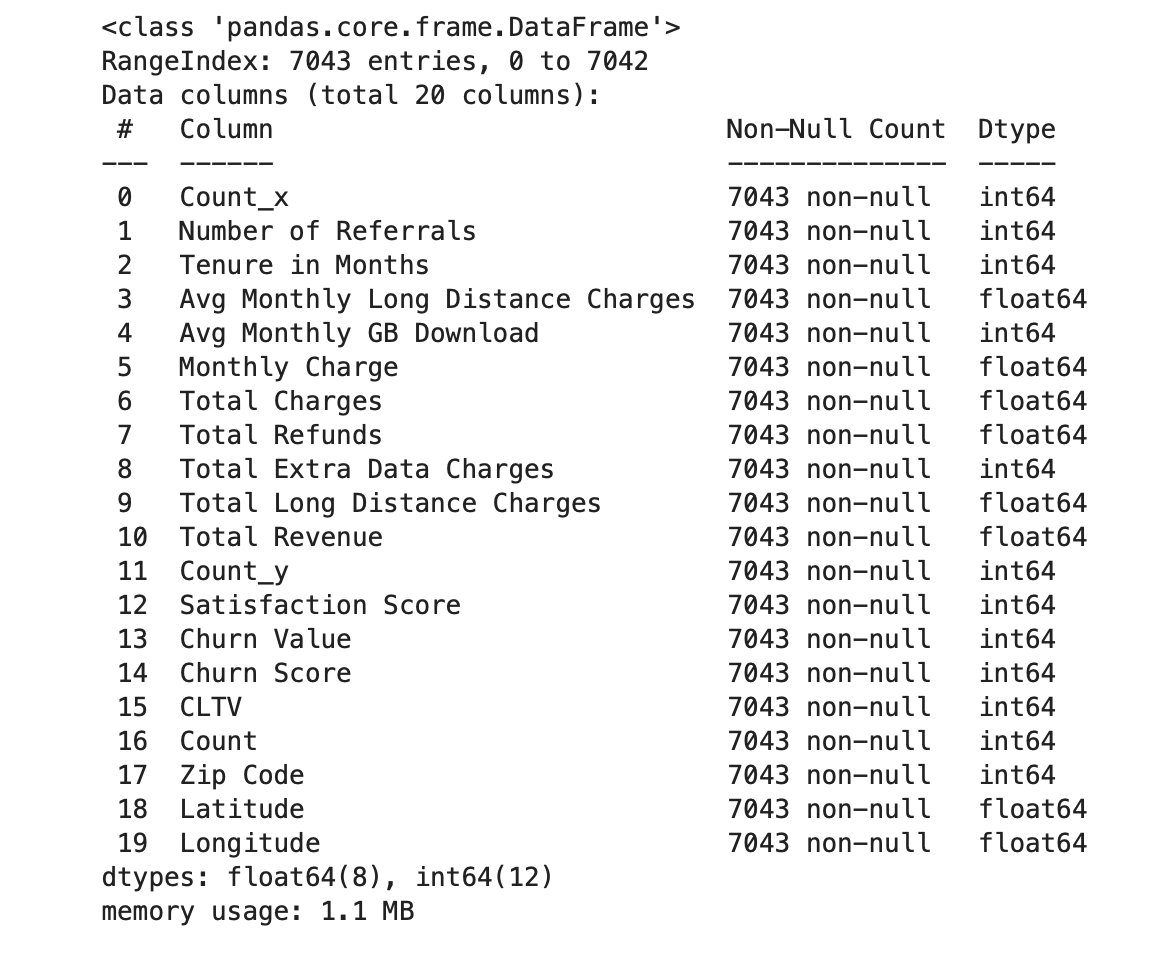 <class 'pandas.core.frame.DataFrame'>
RangeIndex: 7043 entries, 0 to 7042
Data columns (total 20 columns):
 #   Column                             Non-Null Count  Dtype
---  ------                             --------------  -----
 0   Count_x                            7043 non-null   int64
 1   Number of Referrals                7043 non-null   int64
 2   Tenure in Months                   7043 non-null   int64
 3   Avg Monthly Long Distance Charges  7043 non-null   float64
 4   Avg Monthly GB Download            7043 non-null   int64
 5   Monthly Charge                     7043 non-null   float64
 6   Total Charges                      7043 non-null   float64
 7   Total Refunds                      7043 non-null   float64
 8   Total Extra Data Charges           7043 non-null   int64
 9   Total Long Distance Charges        7043 non-null   float64
 10  Total Revenue                      7043 non-null   float64
 11  Count_y                            7043 non-null   int64
 12  Satisfaction Score                 7043 non-null   int64
 13  Churn Value                        7043 non-null   int64
 14  Churn Score                        7043 non-null   int64
 15  CLTV                               7043 non-null   int64
 16  Count                              7043 non-null   int64
 17  Zip Code                           7043 non-null   int64
 18  Latitude                           7043 non-null   float64
 19  Longitude                          7043 non-null   float64
dtypes: float64(8), int64(12)
memory usage: 1.1 MB